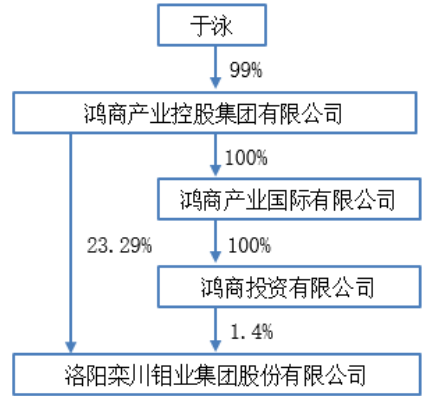 于泳
99%
鸿商产业控股集团有限公司
100%
鸿商产业国际有限公司
23.29%
100%
鸿商投资有限公司
1.4%
洛阳栾川钼业集团股份有限公司